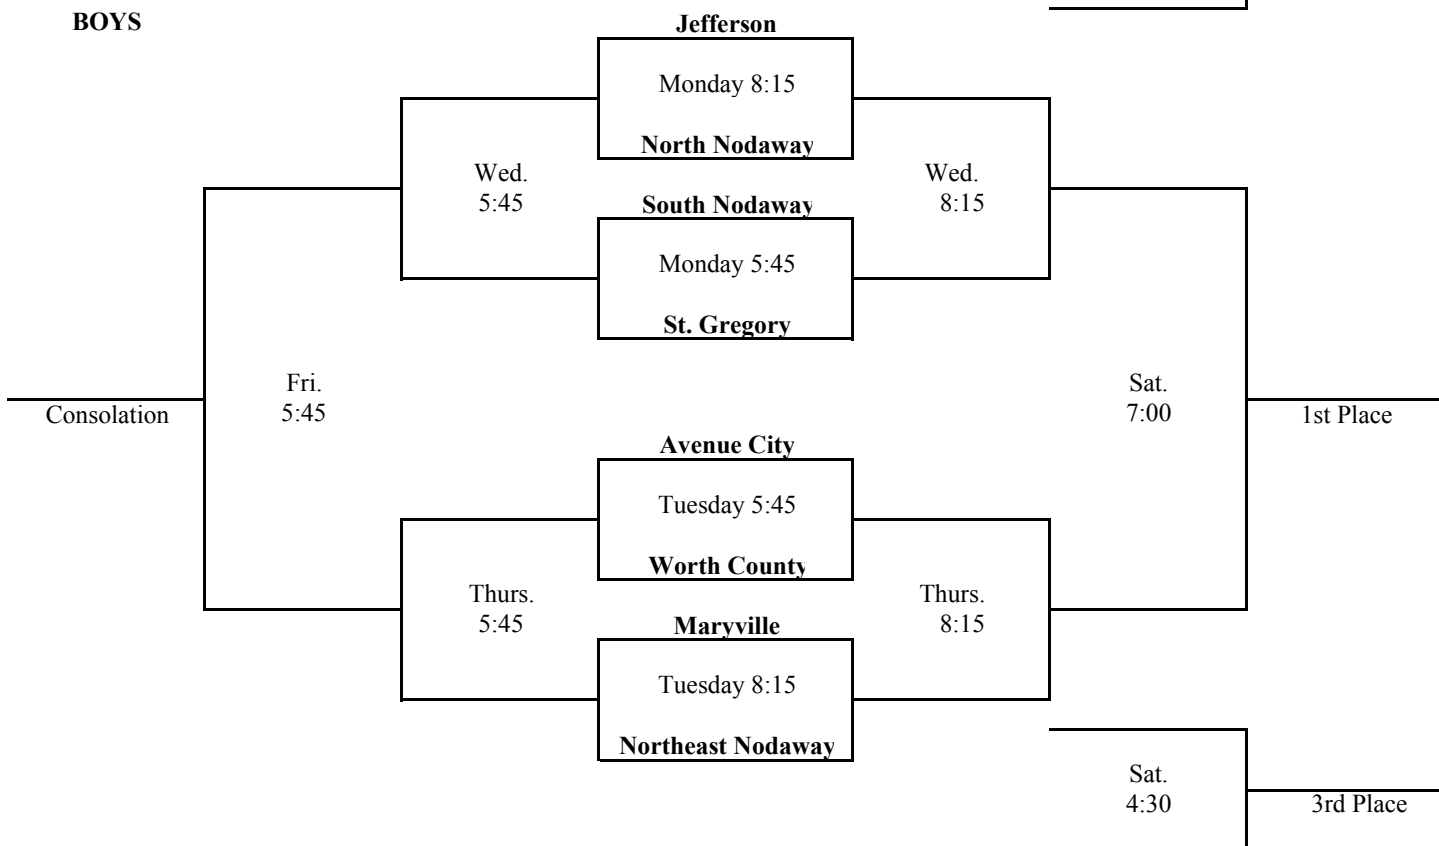 BOYS
Jefferson
Monday 8:15
North Nodaway
Wed.
5:45
Wed.
8:15
South Nodaway
Monday 5:45
St. Gregory
Fri.
5:45
Sat.
7:00
Consolation
1st Place
Avenue City
Tuesday 5:45
Worth County
Thurs.
5:45
Thurs.
8:15
Maryville
Tuesday 8:15
Northeast Nodaway
Sat.
4:30
3rd Place